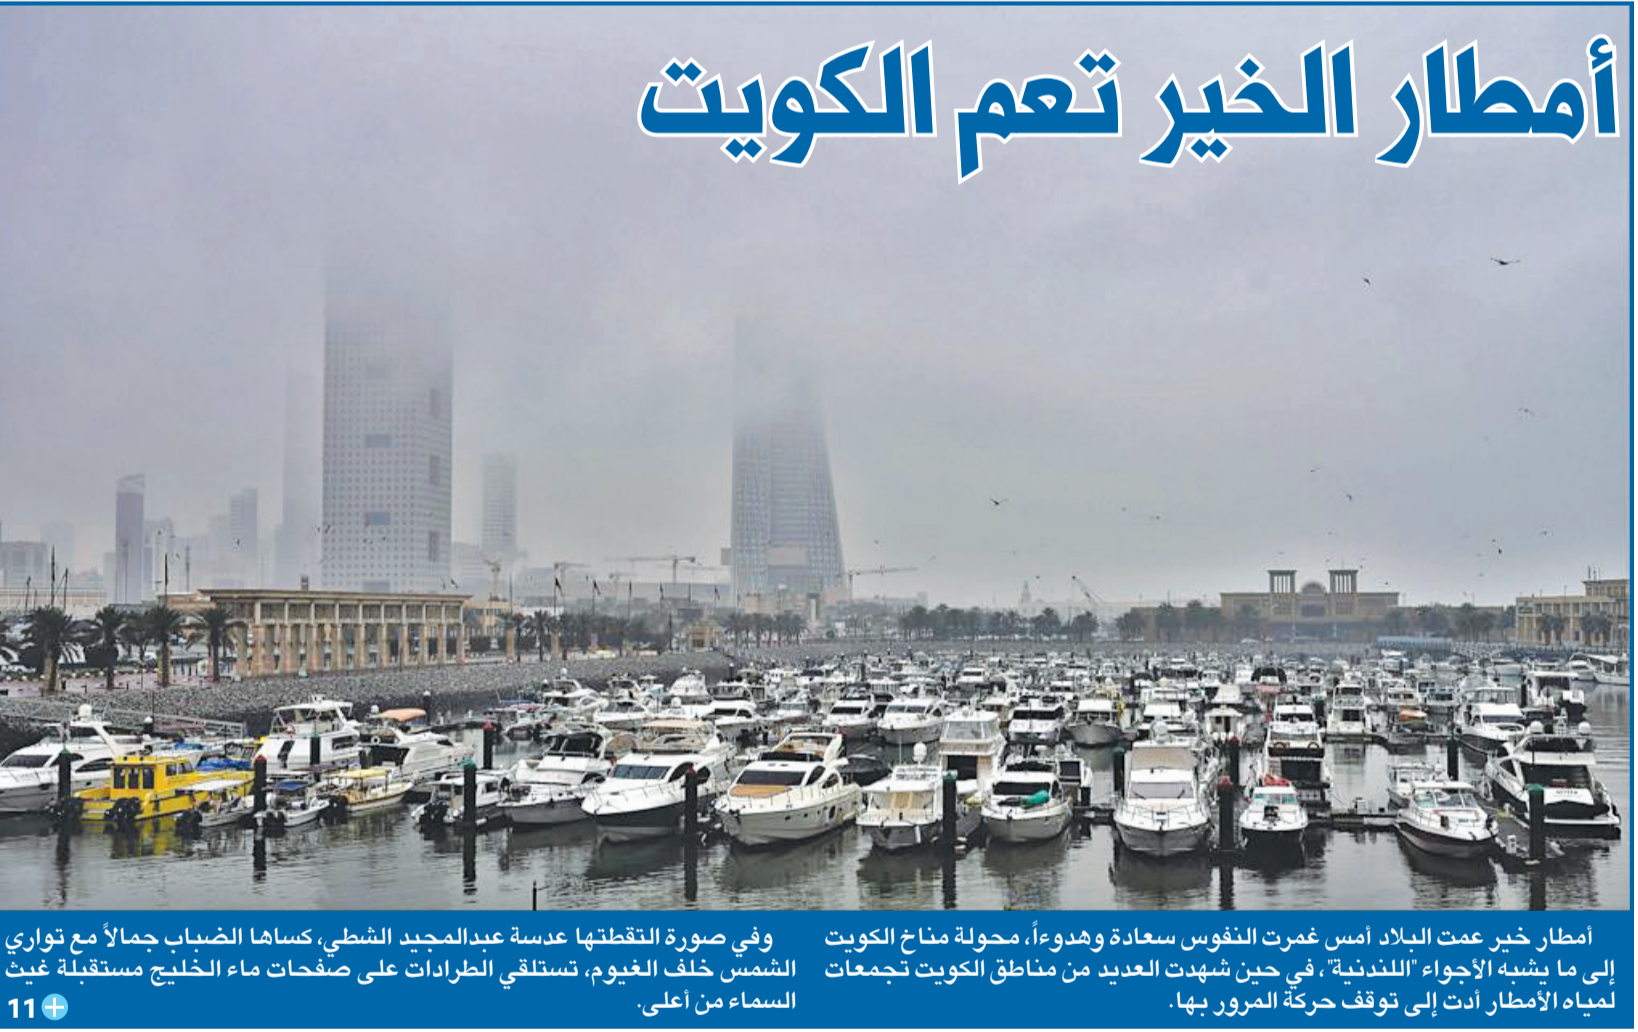 أمطار الخير تعم الكويت
أمطار خير عمت البلاد أمس غمرت النفوس سعادة وهدوءاً، محولة مناخ الكويت
إلى ما يشبه الأجواء "اللندنية"، في حين شهدت العديد من مناطق الكويت تجمعات
لمياه الأمطار أدت إلى توقف حركة المرور بها.
وفي صورة التقطتها عدسة عبدالمجيد الشطي، كساها الضباب جمالاً مع تواري
الشمس خلف الغيوم، تستلقي الطرادات على صفحات ماء الخليج مستقبلة غيث
السماء من أعلى.
11